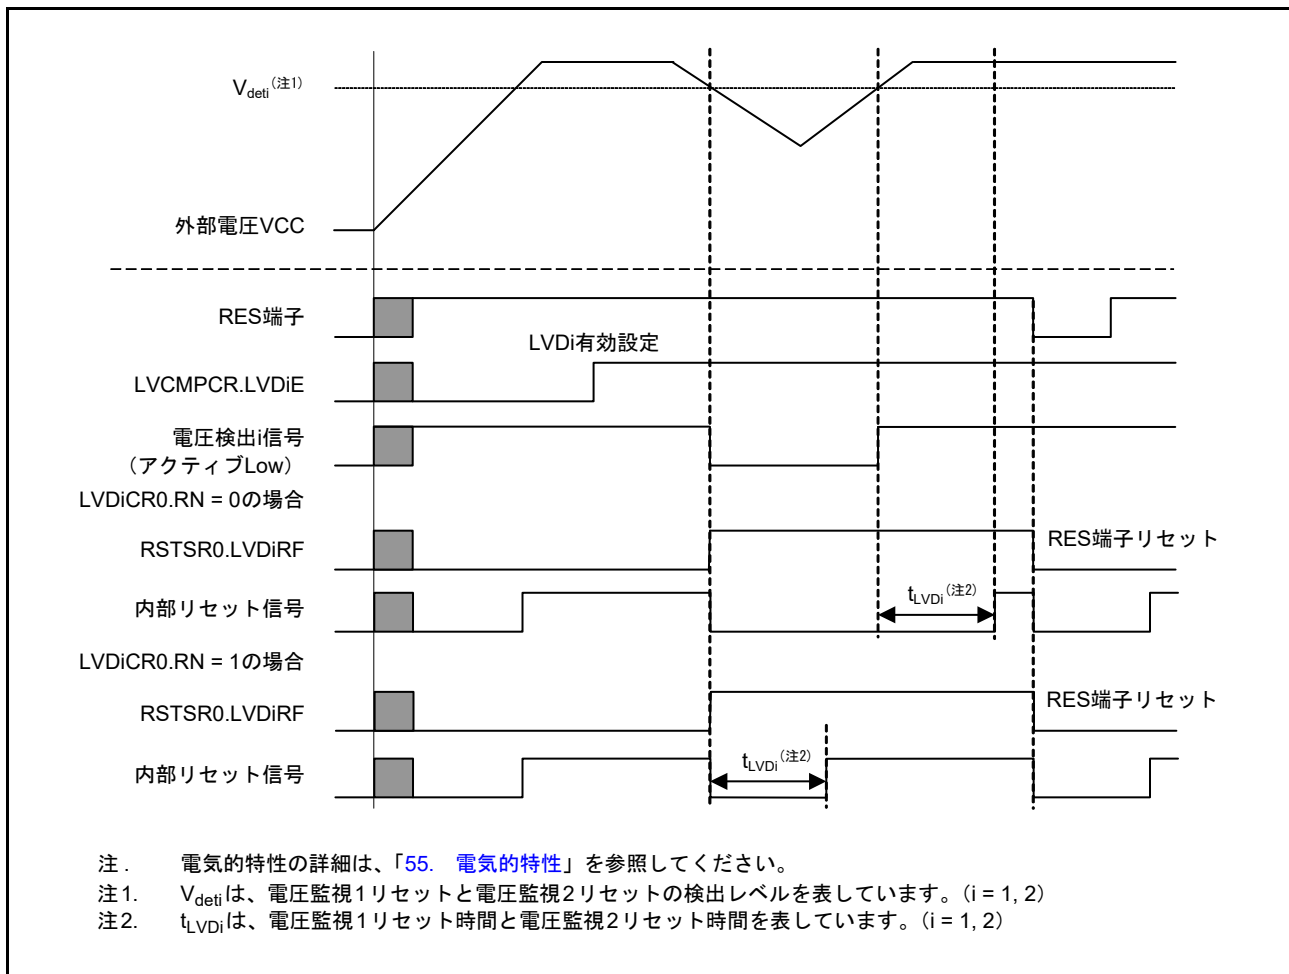 Vdeti(注1)
外部電圧VCC
RES端子
LVDi有効設定
LVCMPCR.LVDiE
電圧検出i信号
(アクティブLow)
LVDiCR0.RN = 0の場合
RSTSR0.LVDiRF
RES端子リセット
内部リセット信号
tLVDi(注2)
LVDiCR0.RN = 1の場合
RSTSR0.LVDiRF
RES端子リセット
内部リセット信号
tLVDi(注2)
注. 電気的特性の詳細は、「55. 電気的特性」を参照してください。
注1. Vdetiは、電圧監視1リセットと電圧監視2リセットの検出レベルを表しています。(i = 1, 2)
注2. tLVDiは、電圧監視1リセット時間と電圧監視2リセット時間を表しています。(i = 1, 2)